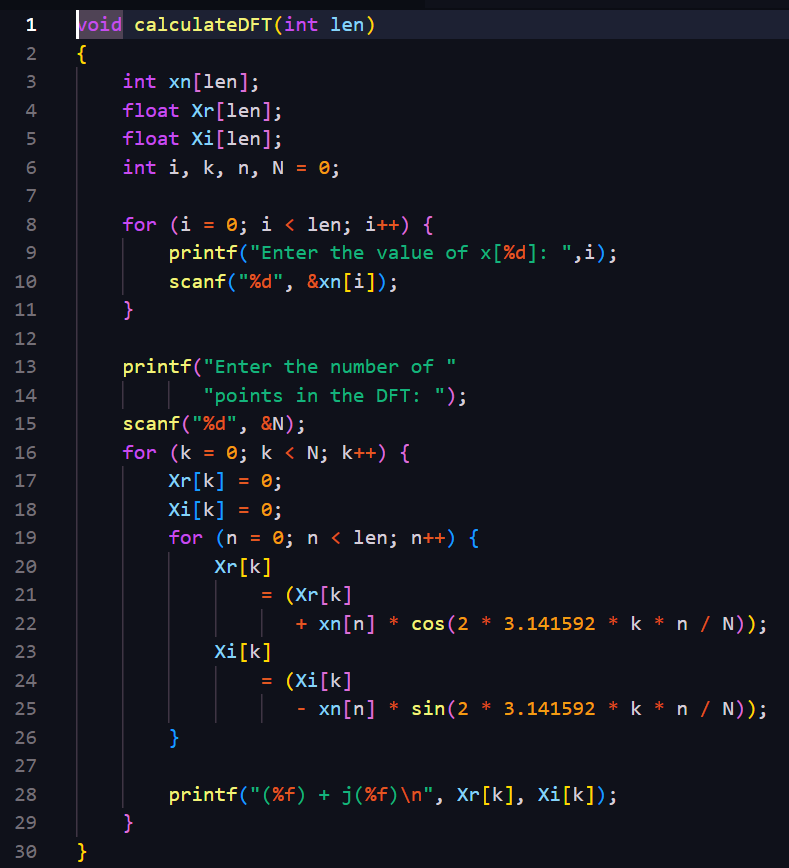 1 void calculateDFT(int len)
2 {
3     int xn[len];
4     float Xr[len];
5     float Xi[len];
6     int i, k, n, N = 0;
7
8     for (i = 0; i < len; i++) {
9         printf("Enter the value of x[%d]: ",i);
10         scanf("%d", &xn[i]);
11     }
12
13     printf("Enter the number of "
14            "points in the DFT: ");
15     scanf("%d", &N);
16     for (k = 0; k < N; k++) {
17         Xr[k] = 0;
18         Xi[k] = 0;
19         for (n = 0; n < len; n++) {
20             Xr[k]
21                 = (Xr[k]
22                    + xn[n] * cos(2 * 3.141592 * k * n / N));
23             Xi[k]
24                 = (Xi[k]
25                    - xn[n] * sin(2 * 3.141592 * k * n / N));
26         }
27
28         printf("(%f) + j(%f)\n", Xr[k], Xi[k]);
29     }
30 }